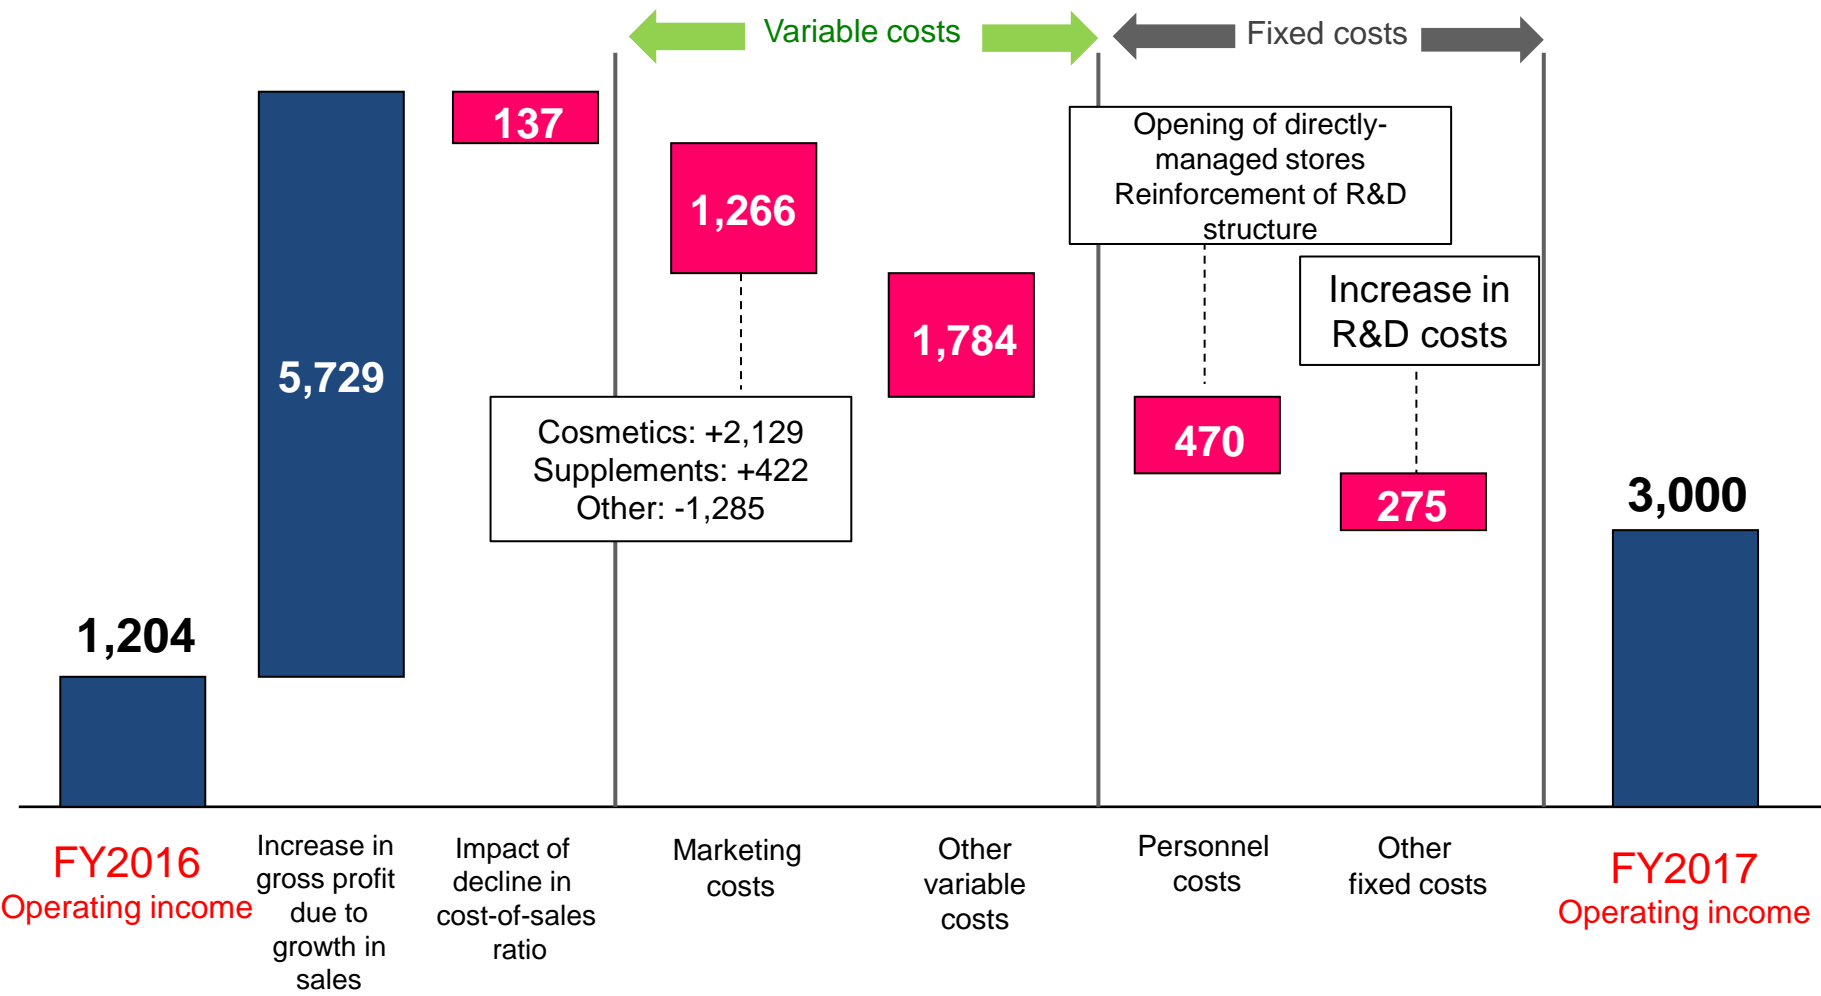 Variable costs
Fixed costs
137
Opening of directly-
managed stores
Reinforcement of R&D
structure
1,266
Increase in
R&D costs
1,784
5,729
Cosmetics: +2,129
Supplements: +422
Other: -1,285
470
275
3,000
1,204
FY2016
Operating income
Increase in
gross profit
due to
growth in
sales
Impact of
decline in
cost-of-sales
ratio
Marketing
costs
Other
variable
costs
Personnel
costs
Other
fixed costs
FY2017
Operating income